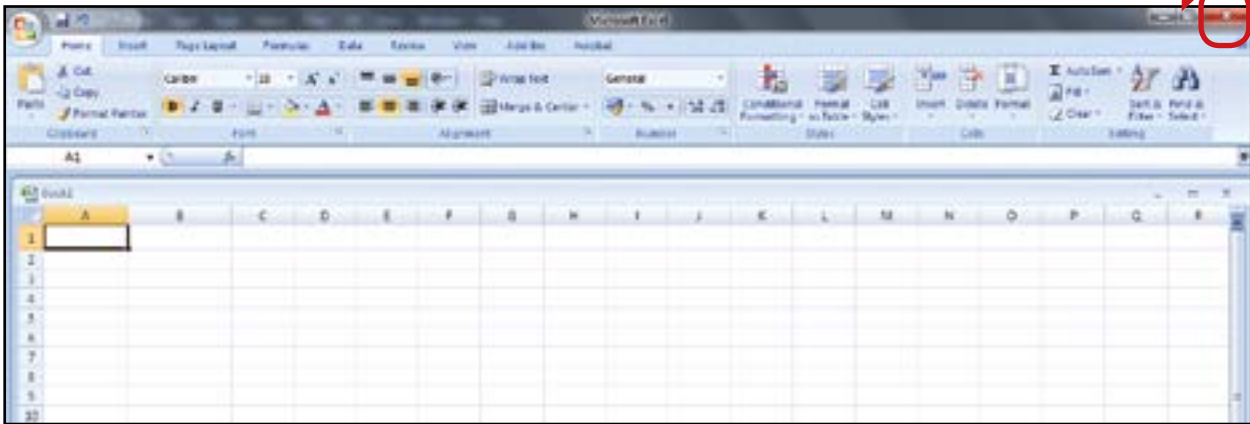 Microsoft Excel
Home Insert Page Layout Formulas Data Review View Add-Ins Acrobat
Cut
Copy
Paste
Format Painter
Calibri
General
Wrap Text
Merge & Center
Conditional Formatting
Format as Table
Cell Styles
Insert Delete Format
Σ AutoSum
Fill
Clear
Sort & Filter
Find & Select
Clipboard Font Alignment Number Styles Cells Editing
A1 fx
A B C D E F G H I J K L M N O P Q R
1
2
3
4
5
6
7
8
9
10